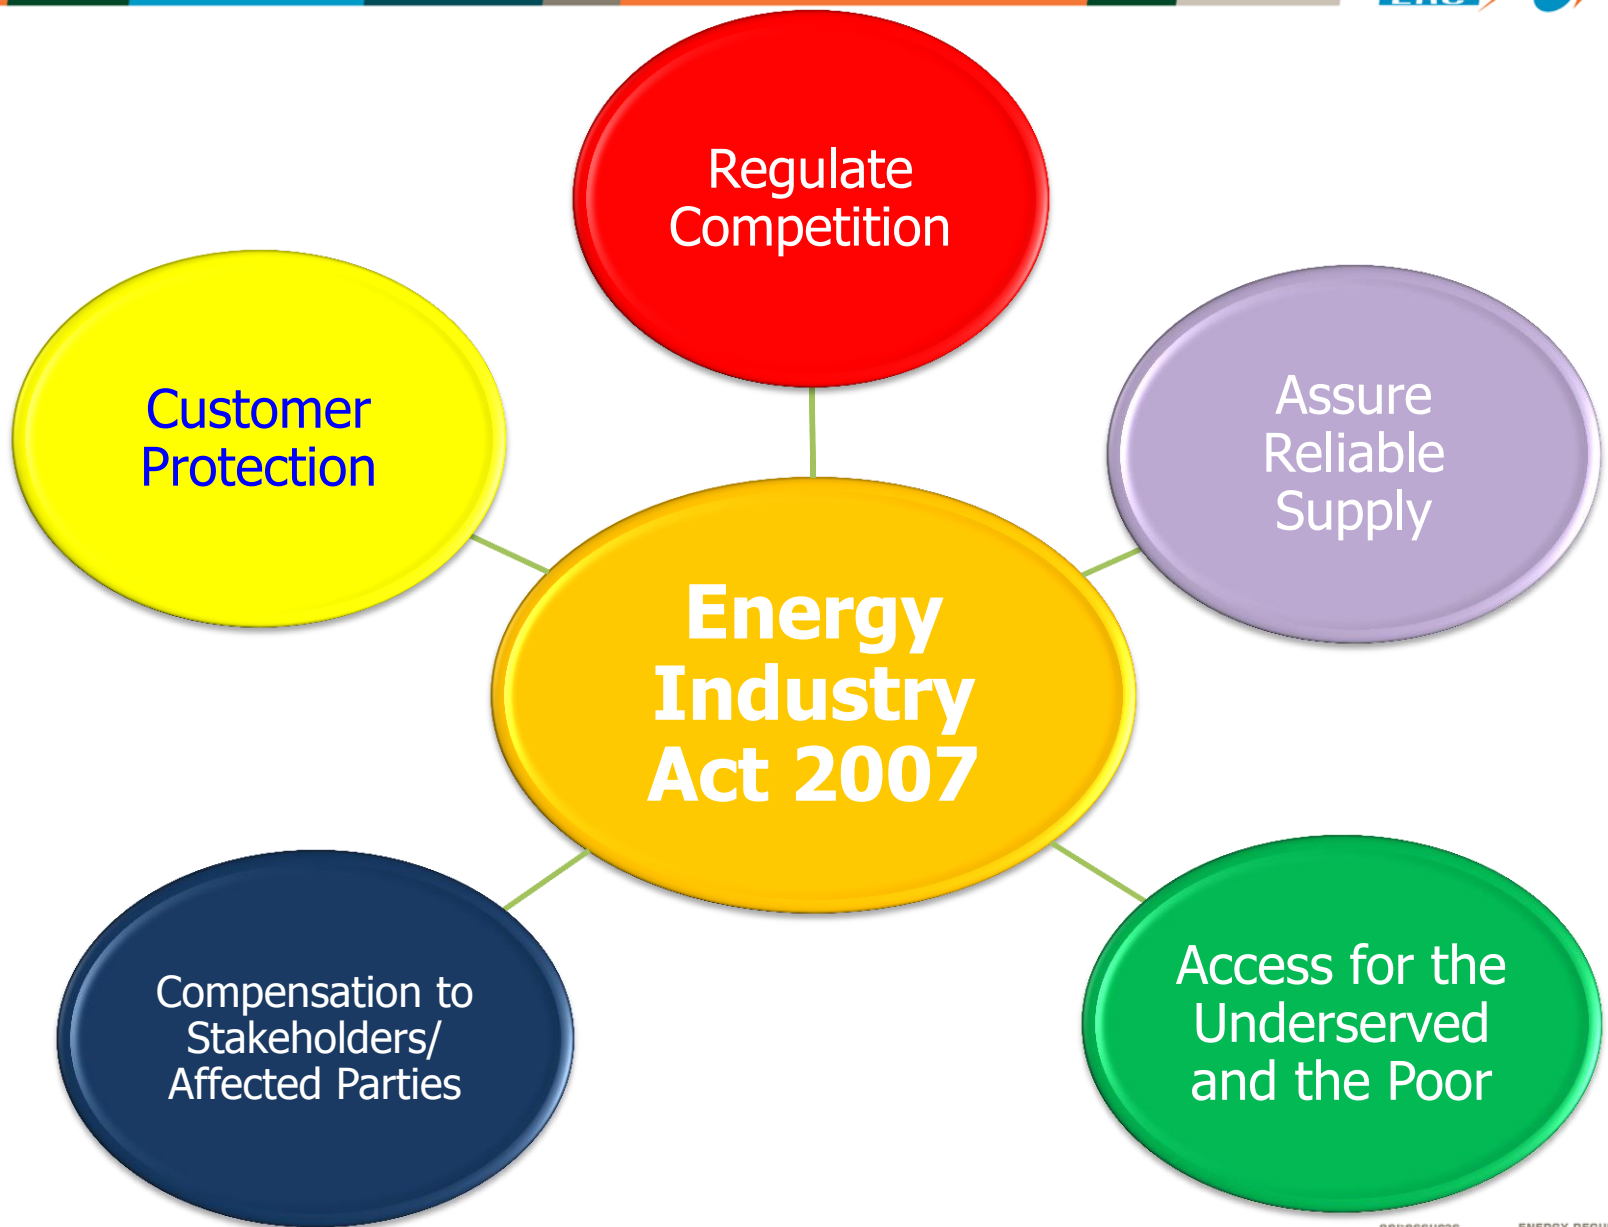 Regulate
Competition
Customer
Protection
Assure
Reliable
Supply
Energy
Industry
Act 2007
Compensation to
Stakeholders/
Affected Parties
Access for the
Underserved
and the Poor